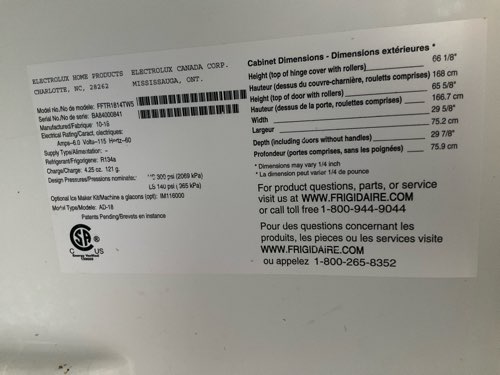 ELECTROLUX HOME PRODUCTS
CHARLOTTE, NC, 28262
ELECTROLUX CANADA CORP.
MISSISSAUGA, ONT.
Model No./No de modèle: FFTR1814TW5
Serial No./No de série: BA84000841
Manufactured/Fabrique: 10-18
Electrical Rating/Caract. electriques:
Amps-6.0 Volts-115 Hertz-60
Supply Type/Alimentation: -
Refrigerant/Frigorigene: R134a
Charge/Charge: 4.25 oz. 121 g.
Design Pressures/Pressions nominales: 300 psi (2069 kPa)
LS 140 psi (965 kPa)
Optional Ice Maker Kit/Machine a glacons (opt): IM116000
Model Type/Modele: AD-18
Patents Pending/Brevets en instance
CSA
C US
Energy Verified
Cabinet Dimensions - Dimensions extérieures *
Height (top of hinge cover with rollers) 66 1/8"
Hauteur (dessus du couvre-charnière, roulettes comprises) 168 cm
Height (top of door with rollers) 65 5/8"
Hauteur (dessus de la porte, roulettes comprises) 166.7 cm
Width 29 5/8"
Largeur 75.2 cm
Depth (including doors without handles) 29 7/8"
Profondeur (portes comprises, sans les poignées) 75.9 cm
* Dimensions may vary 1/4 inch
* La dimension peut varier 1/4 de pounce
For product questions, parts, or service
visit us at WWW.FRIGIDAIRE.COM
or call toll free 1-800-944-9044
Pour des questions concernant les
produits, les pieces ou les services visite
WWW.FRIGIDAIRE.COM
ou appelez 1-800-265-8352